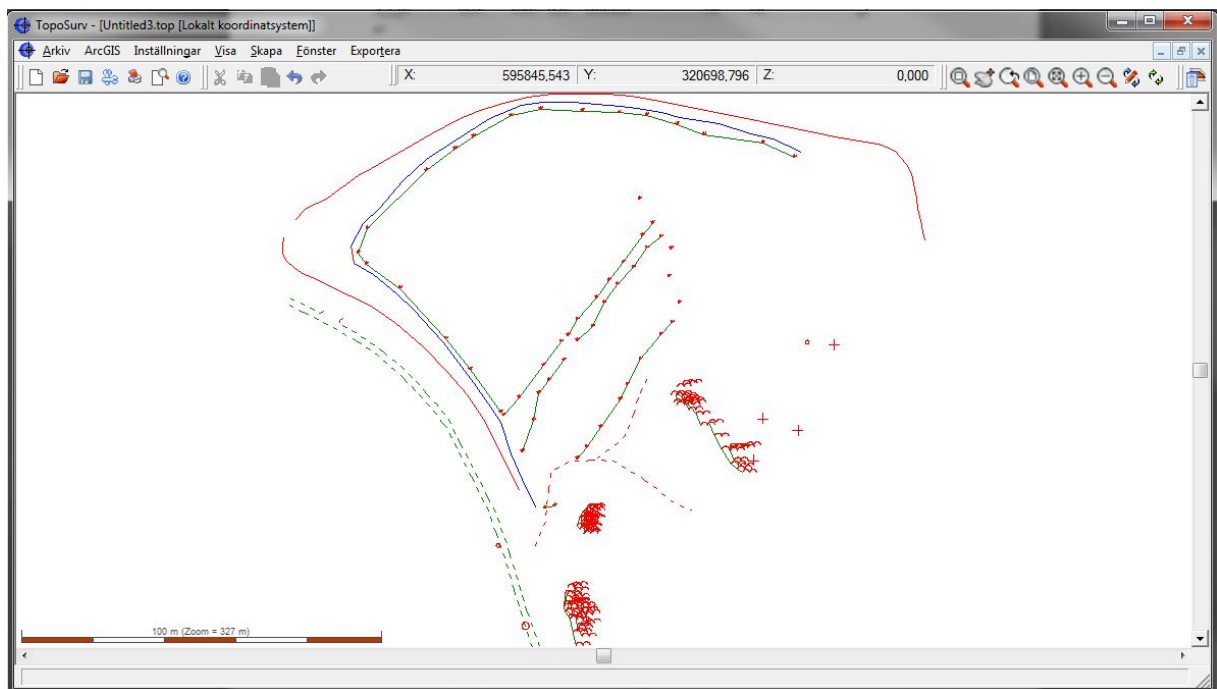 TopoSurv - [Untitled3.top [Lokalt koordinatsystem]]
Arkiv ArcGIS Inställningar Visa Skapa Fönster Exportera
X: 595845,543 Y: 320698,796 Z: 0,000
100 m (Zoom = 327 m)